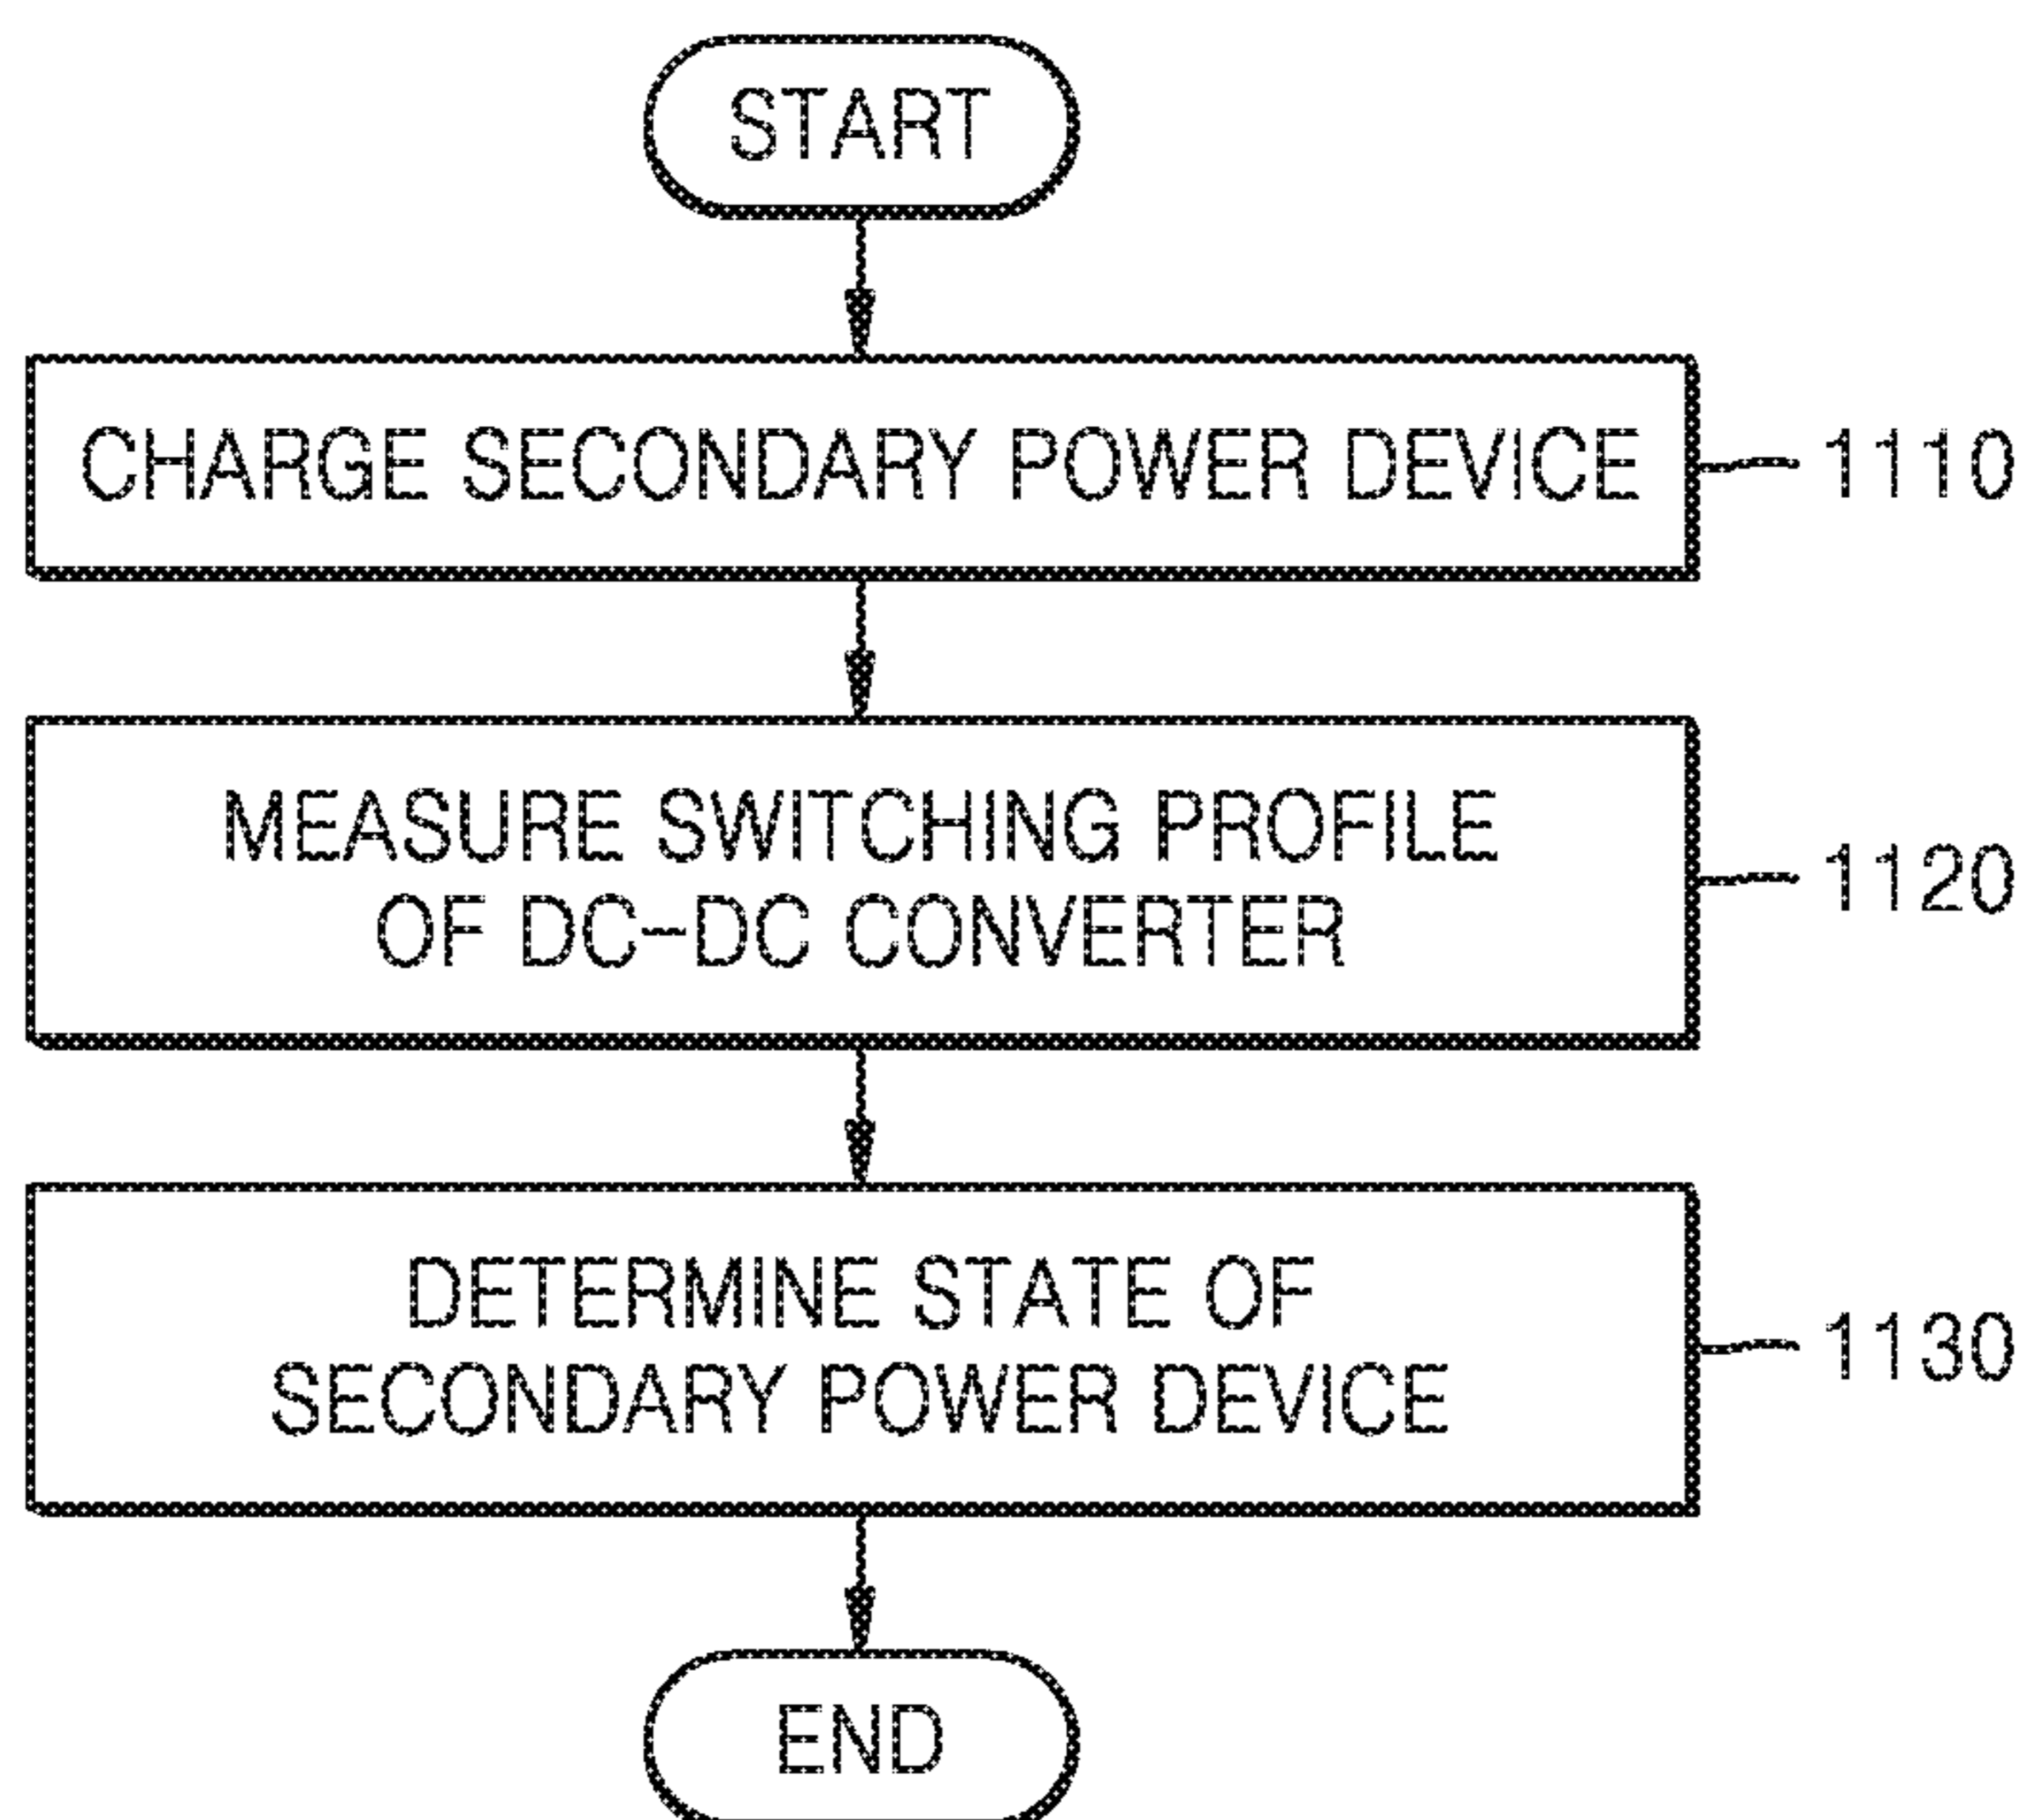 START
CHARGE SECONDARY POWER DEVICE
1110
MEASURE SWITCHING PROFILE
OF DC-DC CONVERTER
1120
DETERMINE STATE OF
SECONDARY POWER DEVICE
1130
END